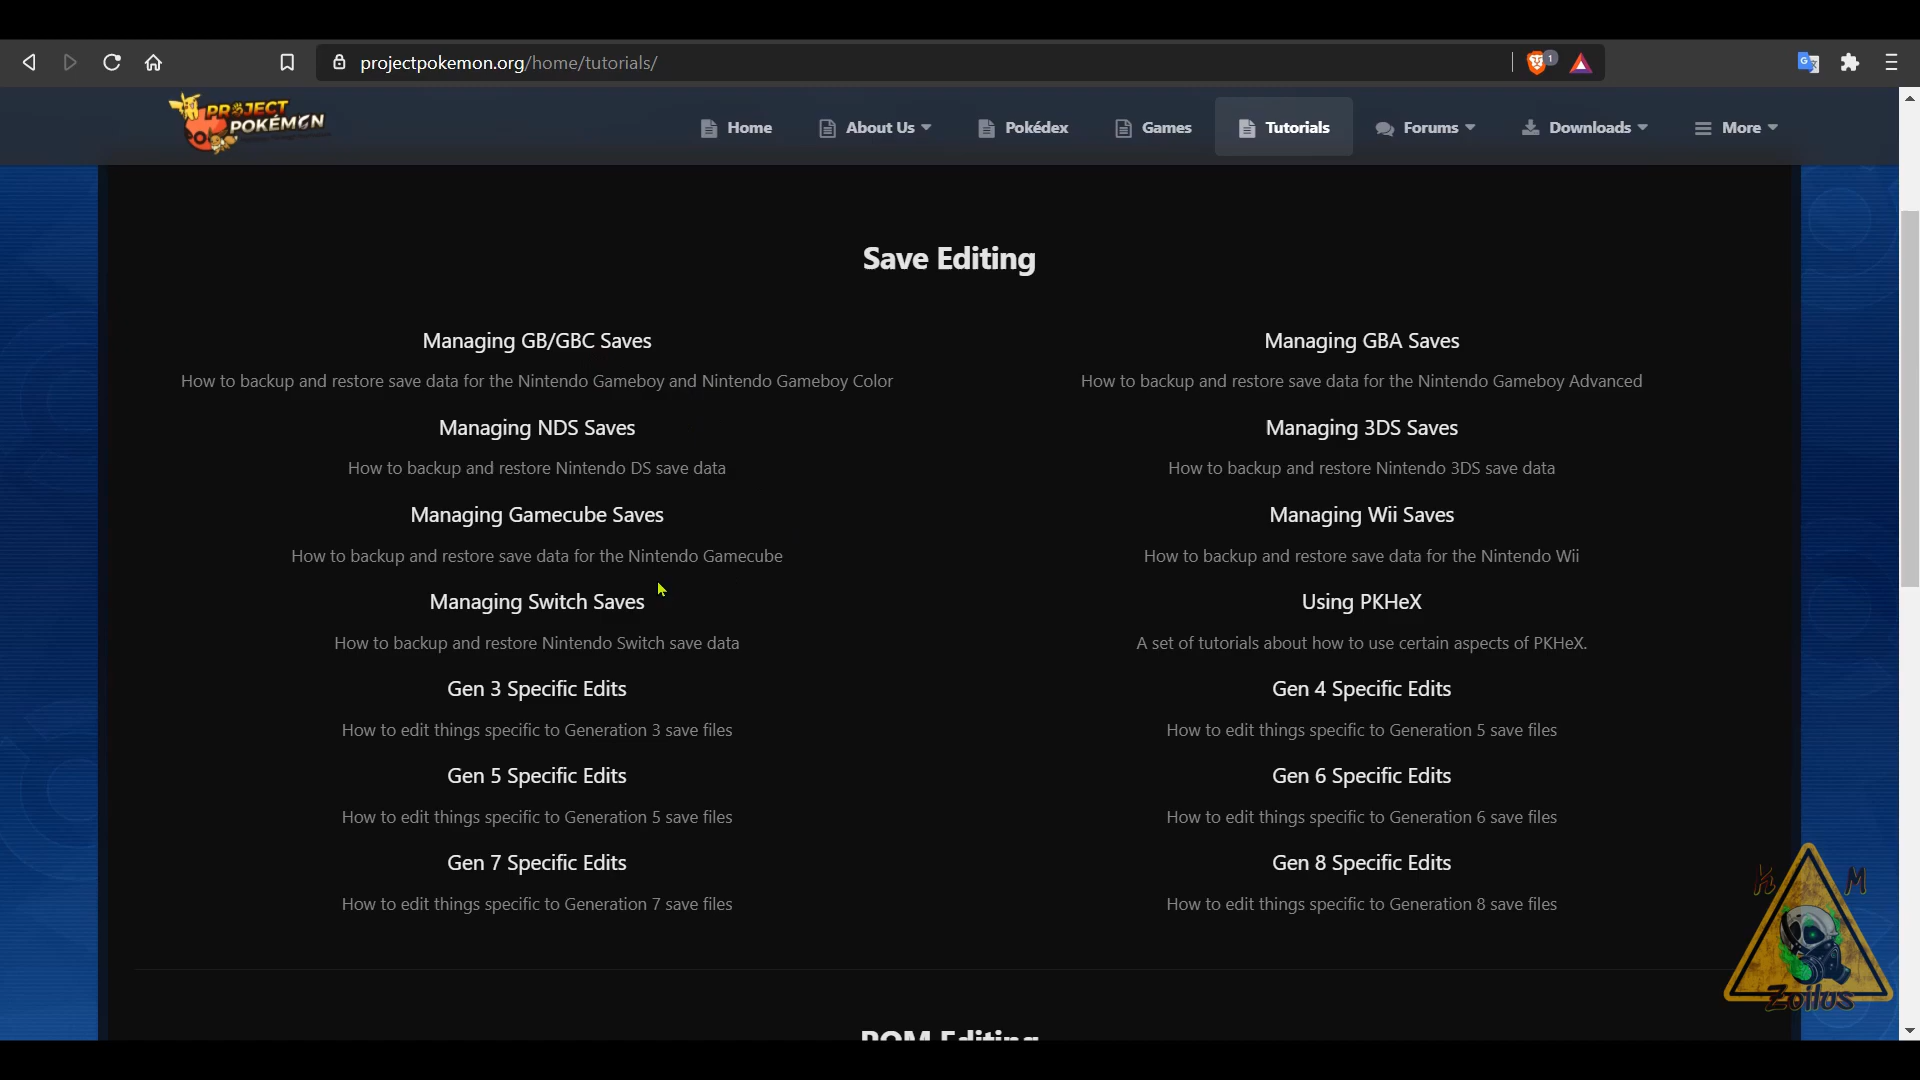 projectpokemon.org/home/tutorials/
1
PROJECT
POKÉMON
Home
About Us
Pokédex
Games
Tutorials
Forums
Downloads
More
Save Editing
Managing GB/GBC Saves
How to backup and restore save data for the Nintendo Gameboy and Nintendo Gameboy Color
Managing GBA Saves
How to backup and restore save data for the Nintendo Gameboy Advanced
Managing NDS Saves
How to backup and restore Nintendo DS save data
Managing 3DS Saves
How to backup and restore Nintendo 3DS save data
Managing Gamecube Saves
How to backup and restore save data for the Nintendo Gamecube
Managing Wii Saves
How to backup and restore save data for the Nintendo Wii
Managing Switch Saves
How to backup and restore Nintendo Switch save data
Using PKHeX
A set of tutorials about how to use certain aspects of PKHeX.
Gen 3 Specific Edits
How to edit things specific to Generation 3 save files
Gen 4 Specific Edits
How to edit things specific to Generation 5 save files
Gen 5 Specific Edits
How to edit things specific to Generation 5 save files
Gen 6 Specific Edits
How to edit things specific to Generation 6 save files
Gen 7 Specific Edits
How to edit things specific to Generation 7 save files
Gen 8 Specific Edits
How to edit things specific to Generation 8 save files
K M
Zoilus
ROM Editing